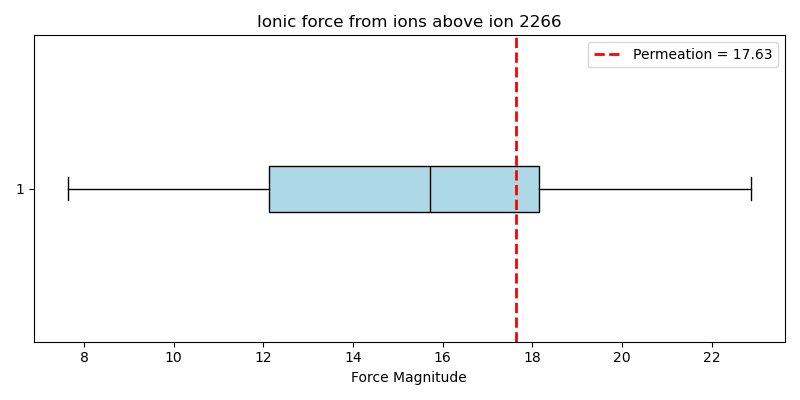 Ionic force from ions above ion 2266
Permeation = 17.63
1
8 10 12 14 16 18 20 22
Force Magnitude